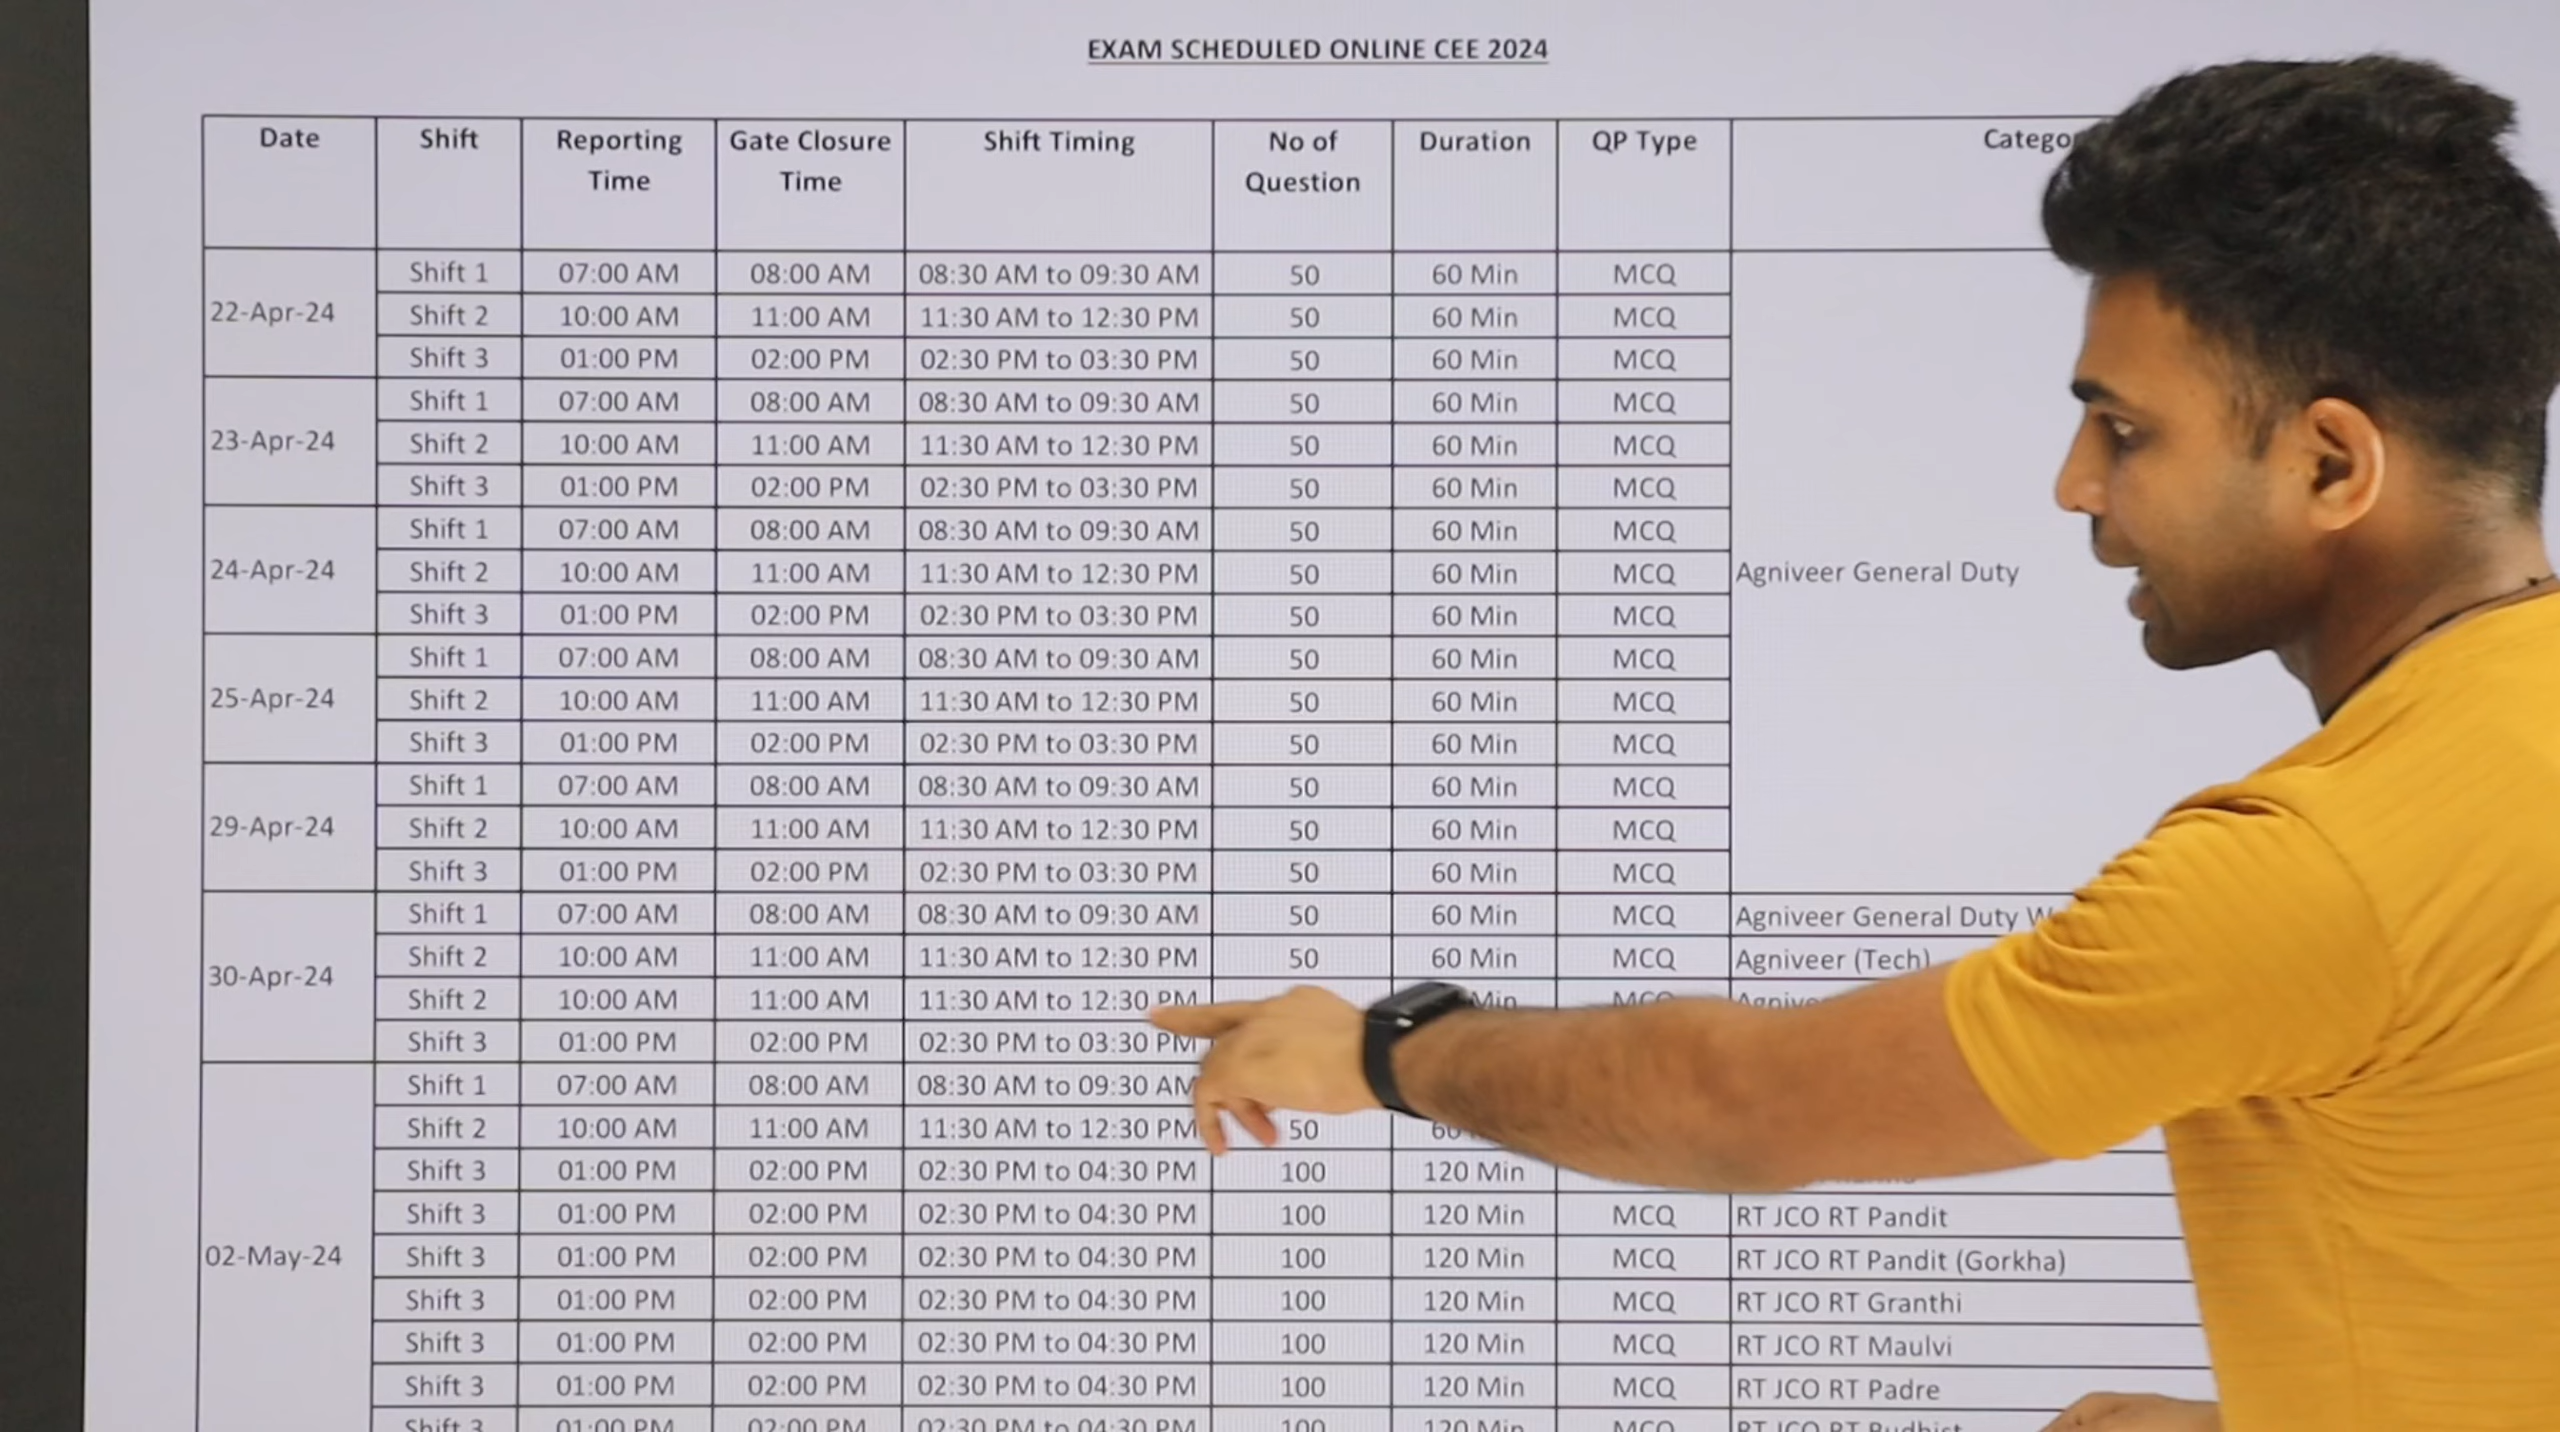 EXAM SCHEDULED ONLINE CEE 2024
Date Shift Reporting Time Gate Closure Time Shift Timing No of Question Duration QP Type
22-Apr-24 Shift 1 07:00 AM 08:00 AM 08:30 AM to 09:30 AM 50 60 Min MCQ
Shift 2 10:00 AM 11:00 AM 11:30 AM to 12:30 PM 50 60 Min MCQ
Shift 3 01:00 PM 02:00 PM 02:30 PM to 03:30 PM 50 60 Min MCQ
23-Apr-24 Shift 1 07:00 AM 08:00 AM 08:30 AM to 09:30 AM 50 60 Min MCQ
Shift 2 10:00 AM 11:00 AM 11:30 AM to 12:30 PM 50 60 Min MCQ
Shift 3 01:00 PM 02:00 PM 02:30 PM to 03:30 PM 50 60 Min MCQ
24-Apr-24 Shift 1 07:00 AM 08:00 AM 08:30 AM to 09:30 AM 50 60 Min MCQ
Shift 2 10:00 AM 11:00 AM 11:30 AM to 12:30 PM 50 60 Min MCQ Agniveer General Duty
Shift 3 01:00 PM 02:00 PM 02:30 PM to 03:30 PM 50 60 Min MCQ
25-Apr-24 Shift 1 07:00 AM 08:00 AM 08:30 AM to 09:30 AM 50 60 Min MCQ
Shift 2 10:00 AM 11:00 AM 11:30 AM to 12:30 PM 50 60 Min MCQ
Shift 3 01:00 PM 02:00 PM 02:30 PM to 03:30 PM 50 60 Min MCQ
29-Apr-24 Shift 1 07:00 AM 08:00 AM 08:30 AM to 09:30 AM 50 60 Min MCQ
Shift 2 10:00 AM 11:00 AM 11:30 AM to 12:30 PM 50 60 Min MCQ
Shift 3 01:00 PM 02:00 PM 02:30 PM to 03:30 PM 50 60 Min MCQ
30-Apr-24 Shift 1 07:00 AM 08:00 AM 08:30 AM to 09:30 AM 50 60 Min MCQ Agniveer General Duty
Shift 2 10:00 AM 11:00 AM 11:30 AM to 12:30 PM 50 60 Min MCQ Agniveer (Tech)
Shift 2 10:00 AM 11:00 AM 11:30 AM to 12:30 PM Min MCQ
Shift 3 01:00 PM 02:00 PM 02:30 PM to 03:30 PM
02-May-24 Shift 1 07:00 AM 08:00 AM 08:30 AM to 09:30 AM
Shift 2 10:00 AM 11:00 AM 11:30 AM to 12:30 PM 50
Shift 3 01:00 PM 02:00 PM 02:30 PM to 04:30 PM 100 120 Min
Shift 3 01:00 PM 02:00 PM 02:30 PM to 04:30 PM 100 120 Min MCQ RT JCO RT Pandit
Shift 3 01:00 PM 02:00 PM 02:30 PM to 04:30 PM 100 120 Min MCQ RT JCO RT Pandit (Gorkha)
Shift 3 01:00 PM 02:00 PM 02:30 PM to 04:30 PM 100 120 Min MCQ RT JCO RT Granthi
Shift 3 01:00 PM 02:00 PM 02:30 PM to 04:30 PM 100 120 Min MCQ RT JCO RT Maulvi
Shift 3 01:00 PM 02:00 PM 02:30 PM to 04:30 PM 100 120 Min MCQ RT JCO RT Padre
Shift 3 01:00 PM 02:00 PM 02:30 PM to 04:30 PM 100 120 Min MCQ RT JCO RT Budhist